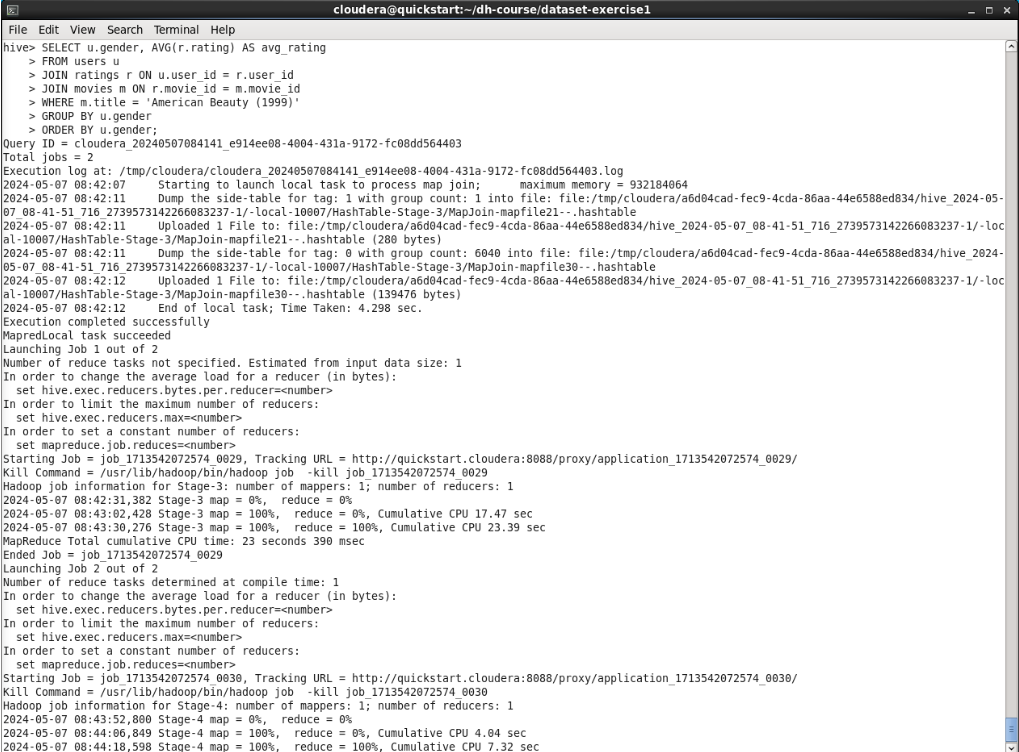 cloudera@quickstart:~/dh-course/dataset-exercise1
File Edit View Search Terminal Help
hive> SELECT u.gender, AVG(r.rating) AS avg_rating
    > FROM users u
    > JOIN ratings r ON u.user_id = r.user_id
    > JOIN movies m ON r.movie_id = m.movie_id
    > WHERE m.title = 'American Beauty (1999)'
    > GROUP BY u.gender
    > ORDER BY u.gender;
Query ID = cloudera_20240507084141_e914ee08-4004-431a-9172-fc08dd564403
Total jobs = 2
Execution log at: /tmp/cloudera/cloudera_20240507084141_e914ee08-4004-431a-9172-fc08dd564403.log
2024-05-07 08:42:07     Starting to launch local task to process map join;      maximum memory = 932184064
2024-05-07 08:42:11     Dump the side-table for tag: 1 with group count: 1 into file: file:/tmp/cloudera/a6d04cad-fec9-4cda-86aa-44e6588ed834/hive_2024-05-
07_08-41-51_716_2739573142266083237-1/-local-10007/HashTable-Stage-3/MapJoin-mapfile21--.hashtable
2024-05-07 08:42:11     Uploaded 1 File to: file:/tmp/cloudera/a6d04cad-fec9-4cda-86aa-44e6588ed834/hive_2024-05-07_08-41-51_716_2739573142266083237-1/-loc
al-10007/HashTable-Stage-3/MapJoin-mapfile21--.hashtable (280 bytes)
2024-05-07 08:42:11     Dump the side-table for tag: 0 with group count: 6040 into file: file:/tmp/cloudera/a6d04cad-fec9-4cda-86aa-44e6588ed834/hive_2024-
05-07_08-41-51_716_2739573142266083237-1/-local-10007/HashTable-Stage-3/MapJoin-mapfile30--.hashtable
2024-05-07 08:42:12     Uploaded 1 File to: file:/tmp/cloudera/a6d04cad-fec9-4cda-86aa-44e6588ed834/hive_2024-05-07_08-41-51_716_2739573142266083237-1/-loc
al-10007/HashTable-Stage-3/MapJoin-mapfile30--.hashtable (139476 bytes)
2024-05-07 08:42:12     End of local task; Time Taken: 4.298 sec.
Execution completed successfully
MapredLocal task succeeded
Launching Job 1 out of 2
Number of reduce tasks not specified. Estimated from input data size: 1
In order to change the average load for a reducer (in bytes):
  set hive.exec.reducers.bytes.per.reducer=<number>
In order to limit the maximum number of reducers:
  set hive.exec.reducers.max=<number>
In order to set a constant number of reducers:
  set mapreduce.job.reduces=<number>
Starting Job = job_1713542072574_0029, Tracking URL = http://quickstart.cloudera:8088/proxy/application_1713542072574_0029/
Kill Command = /usr/lib/hadoop/bin/hadoop job  -kill job_1713542072574_0029
Hadoop job information for Stage-3: number of mappers: 1; number of reducers: 1
2024-05-07 08:42:31,382 Stage-3 map = 0%,  reduce = 0%
2024-05-07 08:43:02,428 Stage-3 map = 100%,  reduce = 0%, Cumulative CPU 17.47 sec
2024-05-07 08:43:30,276 Stage-3 map = 100%,  reduce = 100%, Cumulative CPU 23.39 sec
MapReduce Total cumulative CPU time: 23 seconds 390 msec
Ended Job = job_1713542072574_0029
Launching Job 2 out of 2
Number of reduce tasks determined at compile time: 1
In order to change the average load for a reducer (in bytes):
  set hive.exec.reducers.bytes.per.reducer=<number>
In order to limit the maximum number of reducers:
  set hive.exec.reducers.max=<number>
In order to set a constant number of reducers:
  set mapreduce.job.reduces=<number>
Starting Job = job_1713542072574_0030, Tracking URL = http://quickstart.cloudera:8088/proxy/application_1713542072574_0030/
Kill Command = /usr/lib/hadoop/bin/hadoop job  -kill job_1713542072574_0030
Hadoop job information for Stage-4: number of mappers: 1; number of reducers: 1
2024-05-07 08:43:52,800 Stage-4 map = 0%,  reduce = 0%
2024-05-07 08:44:06,849 Stage-4 map = 100%,  reduce = 0%, Cumulative CPU 4.04 sec
2024-05-07 08:44:18,598 Stage-4 map = 100%,  reduce = 100%, Cumulative CPU 7.32 sec